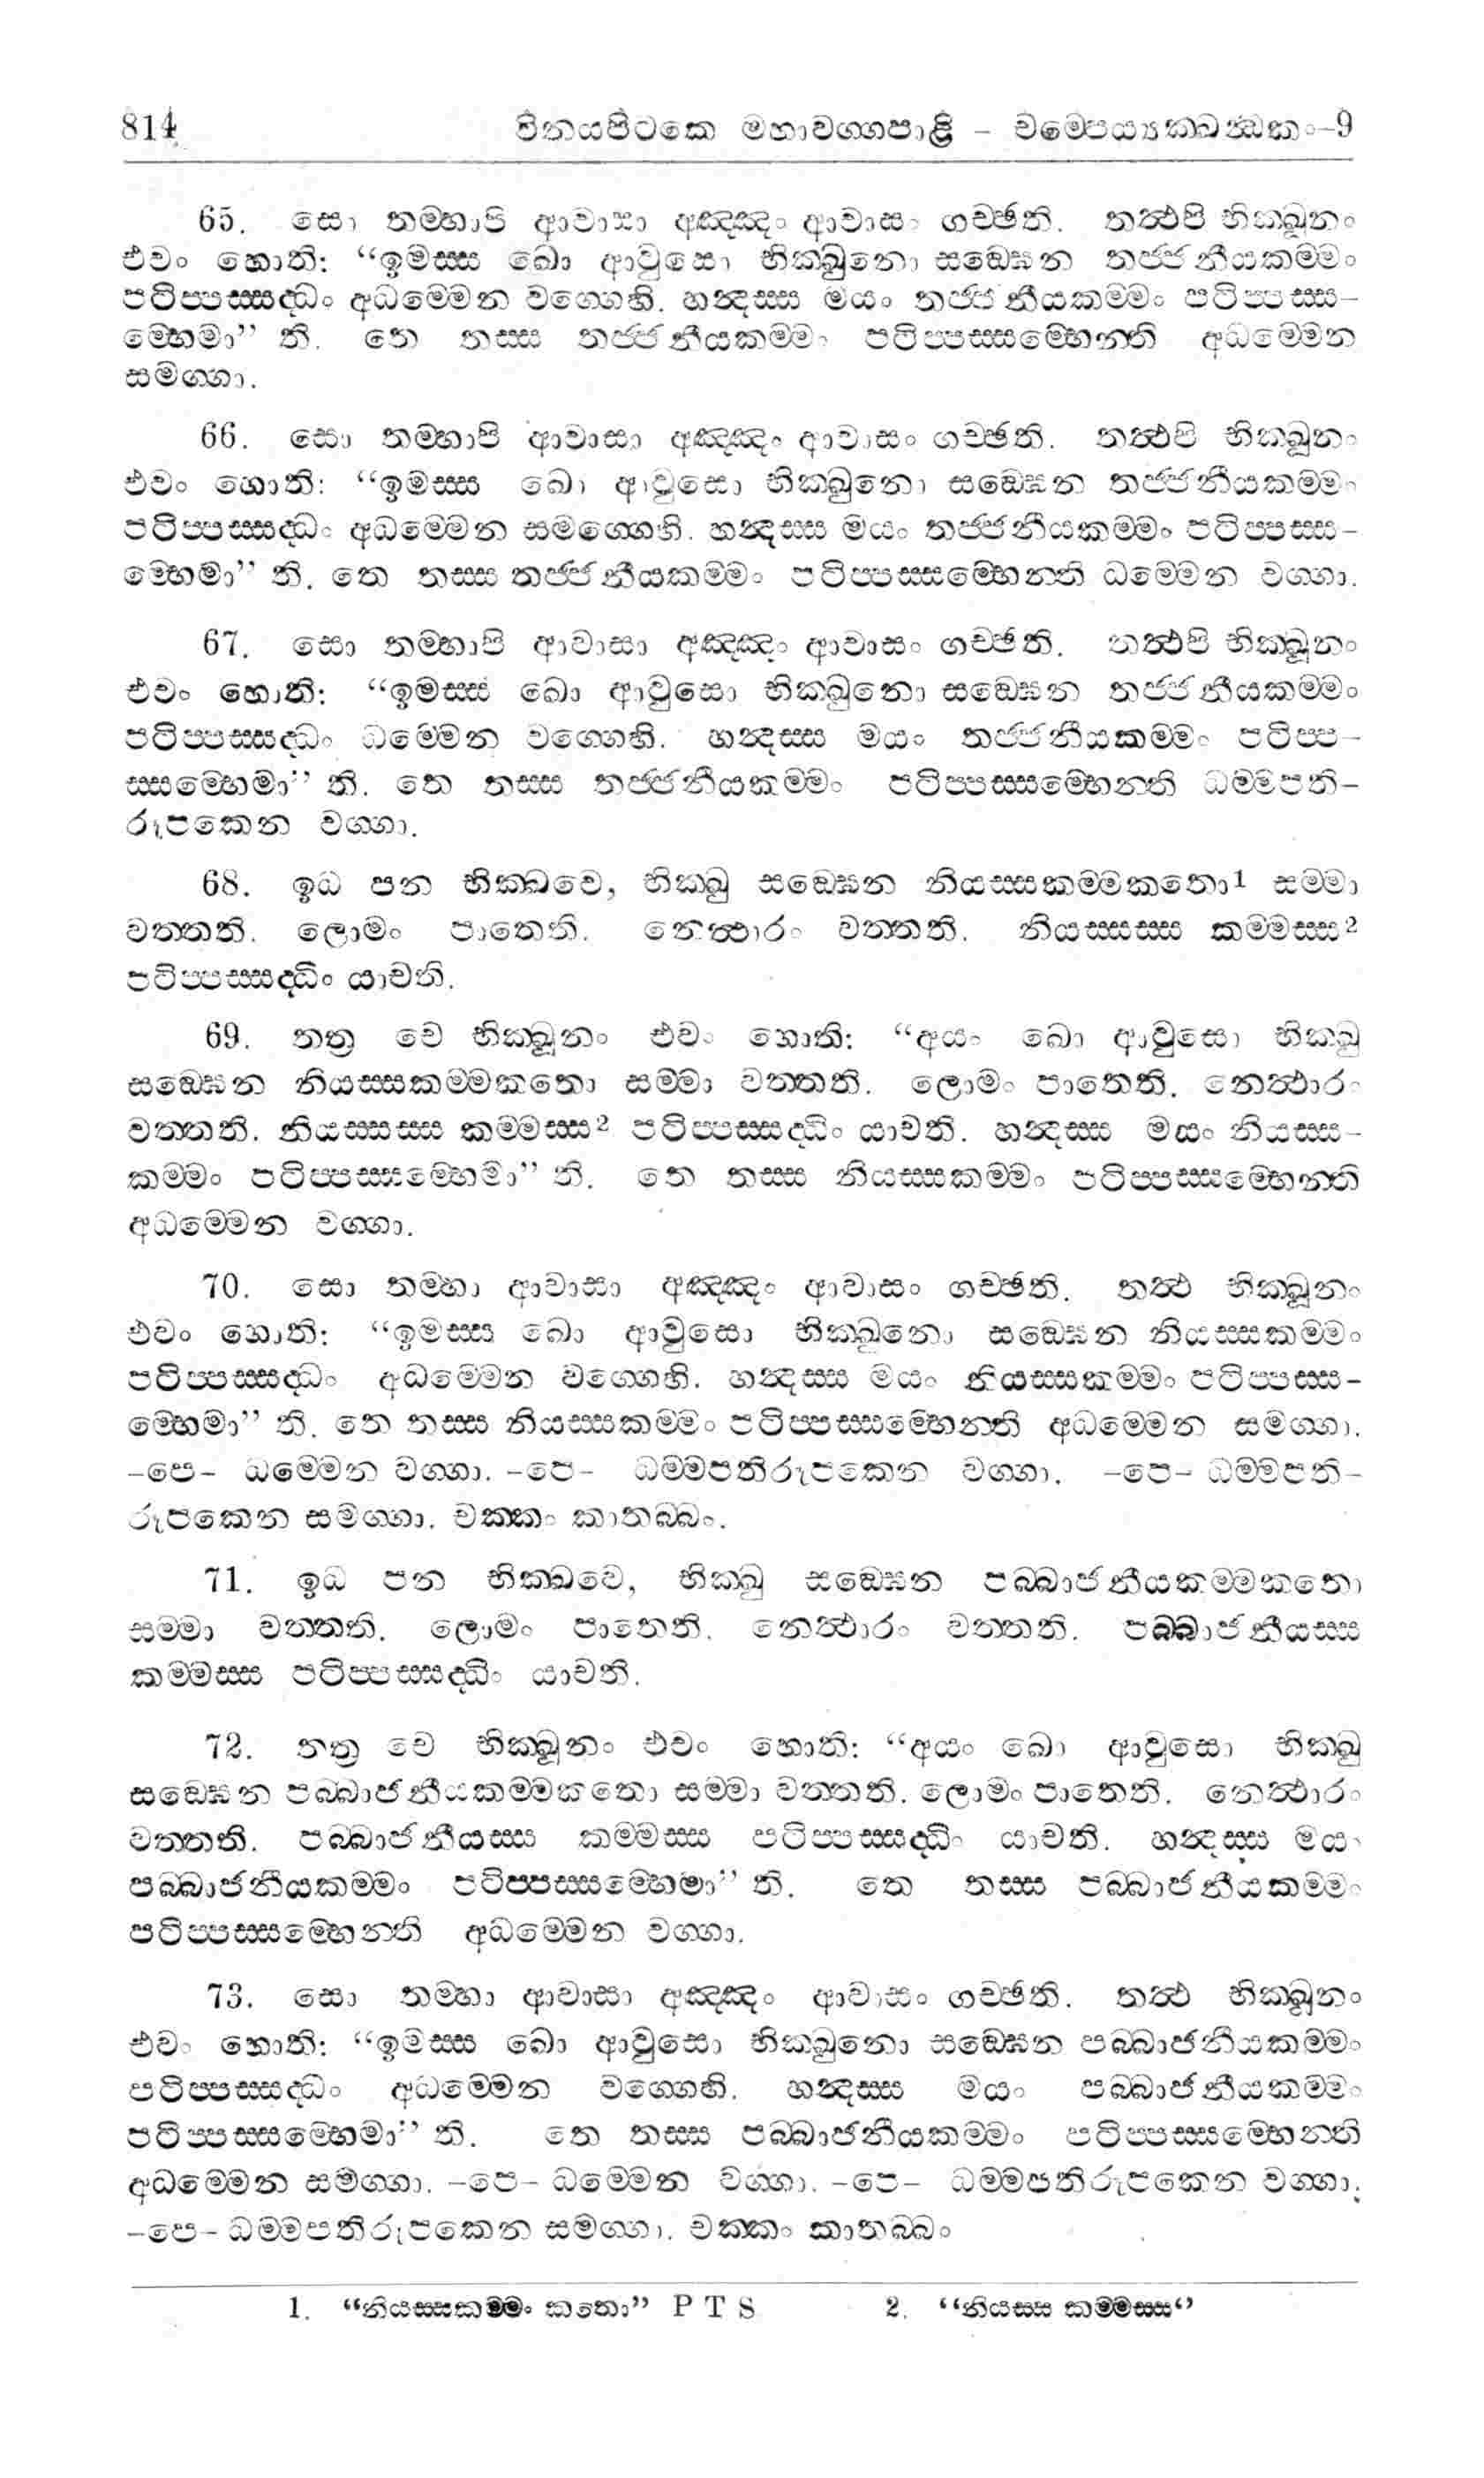 814 විනයපිටකෙ මහාවග්ගපාළි - චම්පෙය්‍යක්ඛන්ධකං-9
65. සො තම්හාපි ආවාසා අඤ්ඤං ආවාසං ගච්ඡති. තත්‍ථපි භික්ඛූනං
එවං හොති: “ඉමස්ස ඛො ආවුසො භික්ඛුනො සඞ්ඝෙන තජ්ජනීයකම්මං
පටිප්පස්සද්ධං අධම්මෙන වග්ගෙහි. හන්‍දස්ස මයං තජ්ජනීයකම්මං පටිප්පස්ස-
ම්භෙමා” ති. තෙ තස්ස තජ්ජනීයකම්මං පටිප්පස්සම්භෙන්ති අධම්මෙන
සමග්ගා.
66. සො තම්හාපි ආවාසා අඤ්ඤං ආවාසං ගච්ඡති. තත්‍ථපි භික්ඛූනං
එවං හොති: “ඉමස්ස ඛො ආවුසො භික්ඛුනො සඞ්ඝෙන තජ්ජනීයකම්මං
පටිප්පස්සද්ධං අධම්මෙන සමග්ගෙහි. හන්‍දස්ස මයං තජ්ජනීයකම්මං පටිප්පස්ස-
ම්භෙමා” ති. තෙ තස්ස තජ්ජනීයකම්මං පටිප්පස්සම්භෙන්ති ධම්මෙන වග්ගා.
67. සො තම්හාපි ආවාසා අඤ්ඤං ආවාසං ගච්ඡති. තත්‍ථපි භික්ඛූනං
එවං හොති: “ඉමස්ස ඛො ආවුසො භික්ඛුනො සඞ්ඝෙන තජ්ජනීයකම්මං
පටිප්පස්සද්ධං ධම්මෙන වග්ගෙහි. හන්‍දස්ස මයං තජ්ජනීයකම්මං පටිප්ප-
ස්සම්භෙමා” ති. තෙ තස්ස තජ්ජනීයකම්මං පටිප්පස්සම්භෙන්ති ධම්මපති-
රූපකෙන වග්ගා.
68. ඉධ පන භික්ඛවෙ, භික්ඛු සඞ්ඝෙන නියස්සකම්මකතො1 සම්මා
වත්තති. ලොමං පාතෙති. නෙත්‍ථාරං වත්තති. නියස්සස්ස කම්මස්ස2
පටිප්පස්සද්ධිං යාචති.
69. තත්‍ර චෙ භික්ඛූනං එවං හොති: “අයං ඛො ආවුසො භික්ඛු
සඞ්ඝෙන නියස්සකම්මකතො සම්මා වත්තති. ලොමං පාතෙති. නෙත්‍ථාරං
වත්තති. නියස්සස්ස කම්මස්ස2 පටිප්පස්සද්ධිං යාචති. හන්‍දස්ස මයං නියස්ස-
කම්මං පටිප්පස්සම්භෙමා” ති. තෙ තස්ස නියස්සකම්මං පටිප්පස්සම්භෙන්ති
අධම්මෙන වග්ගා.
70. සො තම්හා ආවාසා අඤ්ඤං ආවාසං ගච්ඡති. තත්‍ථ භික්ඛූනං
එවං හොති: “ඉමස්ස ඛො ආවුසො භික්ඛුනො සඞ්ඝෙන නියස්සකම්මං
පටිප්පස්සද්ධං අධම්මෙන වග්ගෙහි. හන්‍දස්ස මයං නියස්සකම්මං පටිප්පස්ස-
ම්භෙමා” ති. තෙ තස්ස නියස්සකම්මං පටිප්පස්සම්භෙන්ති අධම්මෙන සමග්ගා.
-පෙ- ධම්මෙන වග්ගා. -පෙ- ධම්මපතිරූපකෙන වග්ගා. -පෙ- ධම්මපති-
රූපකෙන සමග්ගා. චක්කං කාතබ්බං.
71. ඉධ පන භික්ඛවෙ, භික්ඛු සඞ්ඝෙන පබ්බාජනීයකම්මකතො
සම්මා වත්තති. ලොමං පාතෙති. නෙත්‍ථාරං වත්තති. පබ්බාජනීයස්ස
කම්මස්ස පටිප්පස්සද්ධිං යාචති.
72. තත්‍ර චෙ භික්ඛූනං එවං හොති: “අයං ඛො ආවුසො භික්ඛු
සඞ්ඝෙන පබ්බාජනීයකම්මකතො සම්මා වත්තති. ලොමං පාතෙති. නෙත්‍ථාරං
වත්තති. පබ්බාජනීයස්ස කම්මස්ස පටිප්පස්සද්ධිං යාචති. හන්‍දස්ස මයං
පබ්බාජනීයකම්මං පටිප්පස්සම්භෙමා” ති. තෙ තස්ස පබ්බාජනීයකම්මං
පටිප්පස්සම්භෙන්ති අධම්මෙන වග්ගා.
73. සො තම්හා ආවාසා අඤ්ඤං ආවාසං ගච්ඡති. තත්‍ථ භික්ඛූනං
එවං හොති: “ඉමස්ස ඛො ආවුසො භික්ඛුනො සඞ්ඝෙන පබ්බාජනීයකම්මං
පටිප්පස්සද්ධං අධම්මෙන වග්ගෙහි. හන්‍දස්ස මයං පබ්බාජනීයකම්මං
පටිප්පස්සම්භෙමා” ති. තෙ තස්ස පබ්බාජනීයකම්මං පටිප්පස්සම්භෙන්ති
අධම්මෙන සමග්ගා. -පෙ- ධම්මෙන වග්ගා. -පෙ- ධම්මපතිරූපකෙන වග්ගා.
-පෙ- ධම්මපතිරූපකෙන සමග්ගා. චක්කං කාතබ්බං
1. “නියස්සකම්මං කතො” PTS 2. “නියස්ස කම්මස්ස“